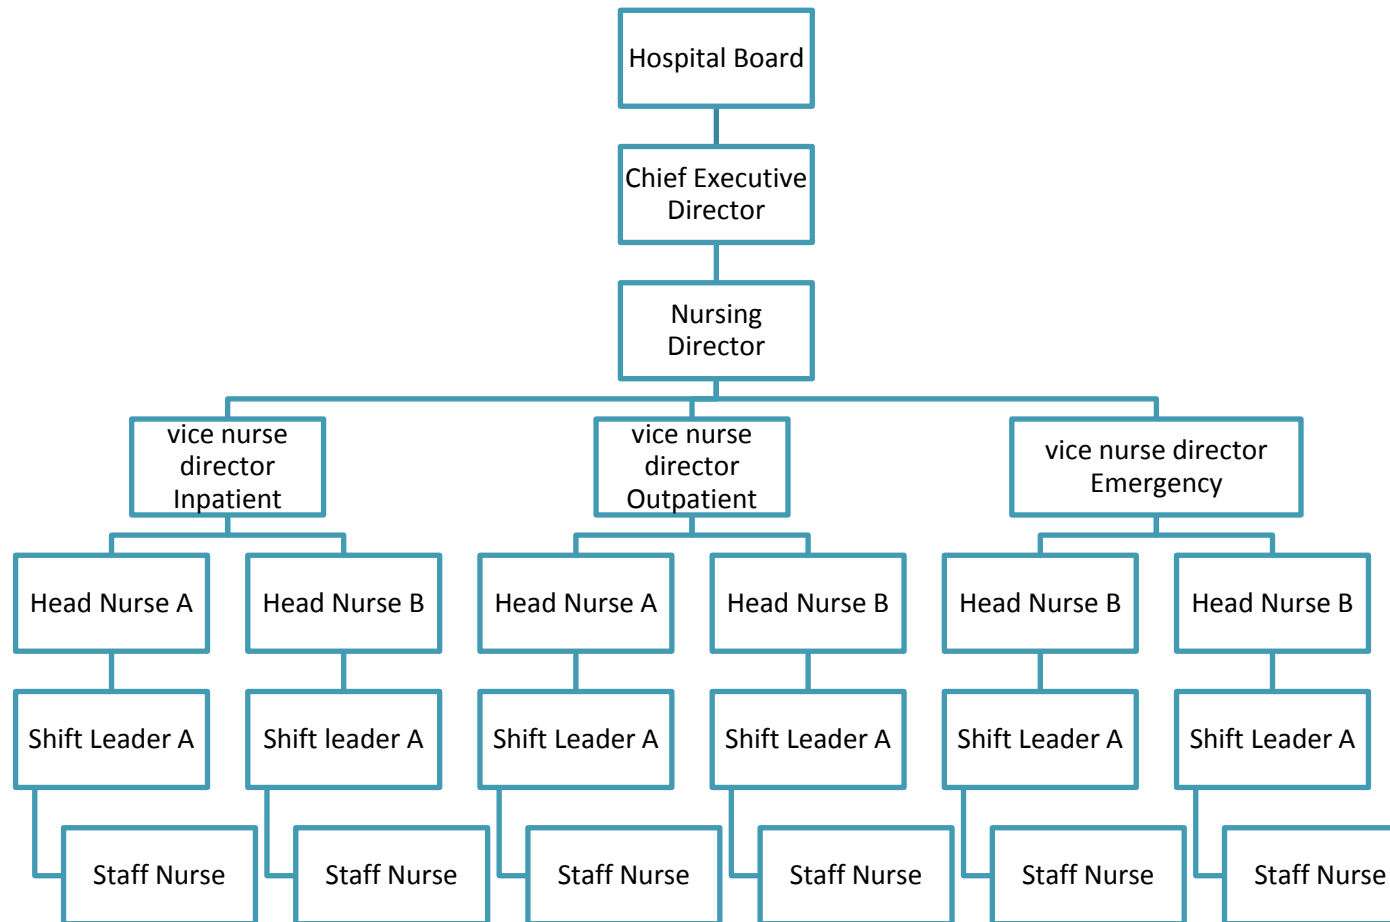 Hospital Board
Chief Executive
Director
Nursing
Director
vice nurse
director
Inpatient
vice nurse
director
Outpatient
vice nurse director
Emergency
Head Nurse A
Head Nurse B
Head Nurse A
Head Nurse B
Head Nurse B
Head Nurse B
Shift Leader A
Shift leader A
Shift Leader A
Shift Leader A
Shift Leader A
Shift Leader A
Staff Nurse
Staff Nurse
Staff Nurse
Staff Nurse
Staff Nurse
Staff Nurse